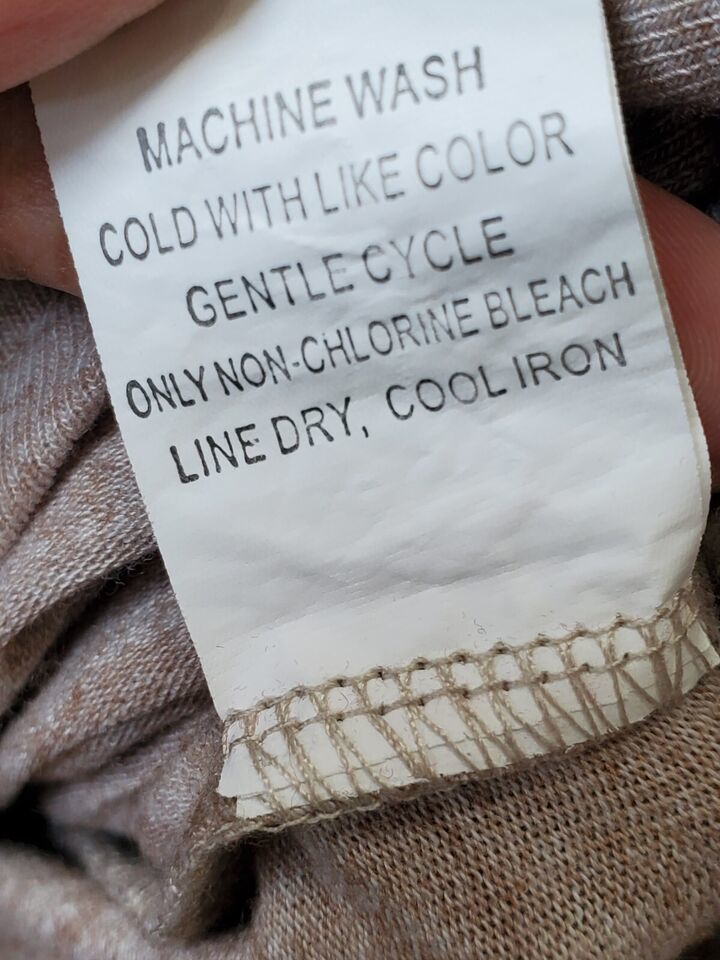 MACHINE WASH
COLD WITH LIKE COLOR
GENTLE CYCLE
ONLY NON-CHLORINE BLEACH
LINE DRY, COOL IRON